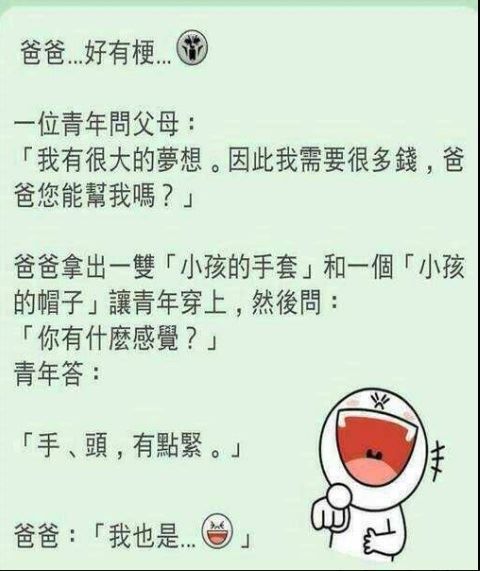 爸爸...好有梗...
一位青年問父母：
「我有很大的夢想。因此我需要很多錢，爸
爸您能幫我嗎？」
爸爸拿出一雙「小孩的手套」和一個「小孩
的帽子」讓青年穿上，然後問：
「你有什麼感覺？」
青年答：
「手、頭，有點緊。」
爸爸：「我也是...」